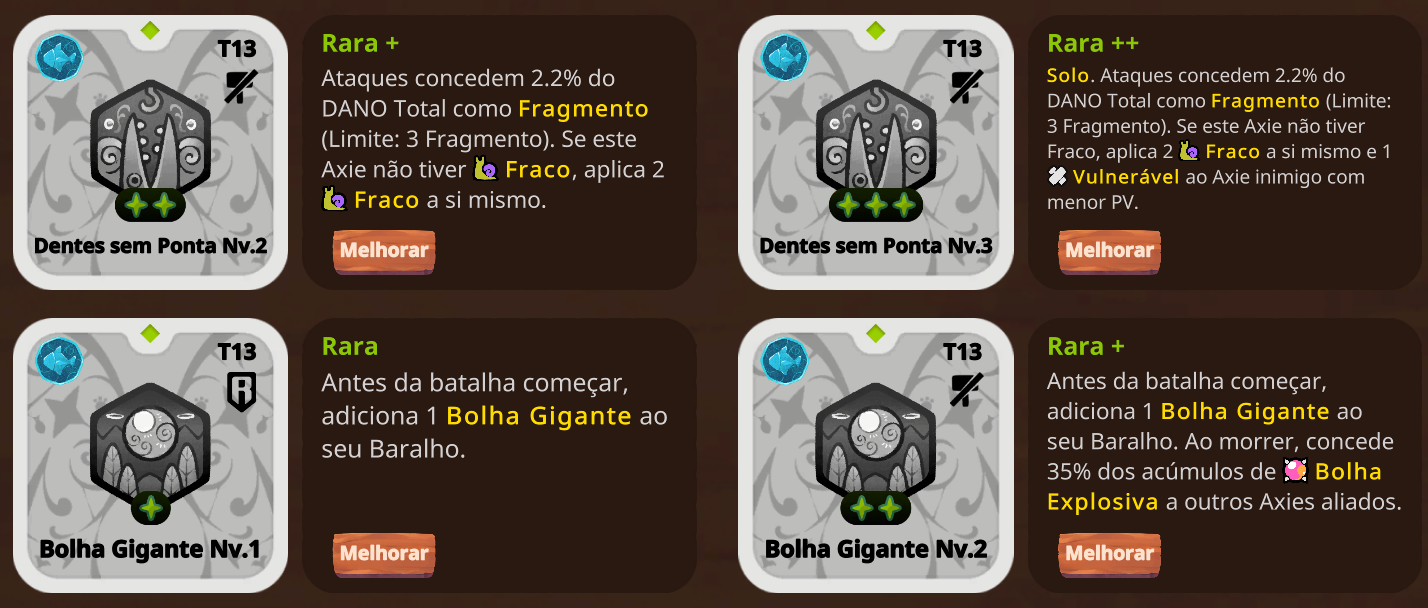 T13
Dentes sem Ponta Nv.2
Rara +
Ataques concedem 2.2% do
DANO Total como Fragmento
(Limite: 3 Fragmento). Se este
Axie não tiver Fraco, aplica 2
Fraco a si mismo.
Melhorar
T13
Dentes sem Ponta Nv.3
Rara ++
Solo. Ataques concedem 2.2% do
DANO Total como Fragmento (Limite:
3 Fragmento). Se este Axie não tiver
Fraco, aplica 2 Fraco a si mismo e 1
Vulnerável ao Axie inimigo com
menor PV.
Melhorar
T13
R
Bolha Gigante Nv.1
Rara
Antes da batalha começar,
adiciona 1 Bolha Gigante ao
seu Baralho.
Melhorar
T13
Bolha Gigante Nv.2
Rara +
Antes da batalha começar,
adiciona 1 Bolha Gigante ao
seu Baralho. Ao morrer, concede
35% dos acúmulos de Bolha
Explosiva a outros Axies aliados.
Melhorar